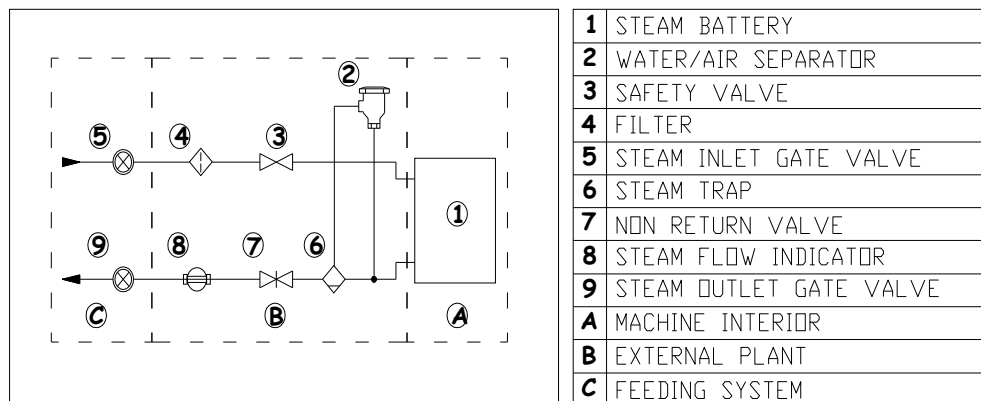 2
5 4 3
1
9 8 7 6
C B A
1 STEAM BATTERY
2 WATER/AIR SEPARATOR
3 SAFETY VALVE
4 FILTER
5 STEAM INLET GATE VALVE
6 STEAM TRAP
7 NON RETURN VALVE
8 STEAM FLOW INDICATOR
9 STEAM OUTLET GATE VALVE
A MACHINE INTERIOR
B EXTERNAL PLANT
C FEEDING SYSTEM